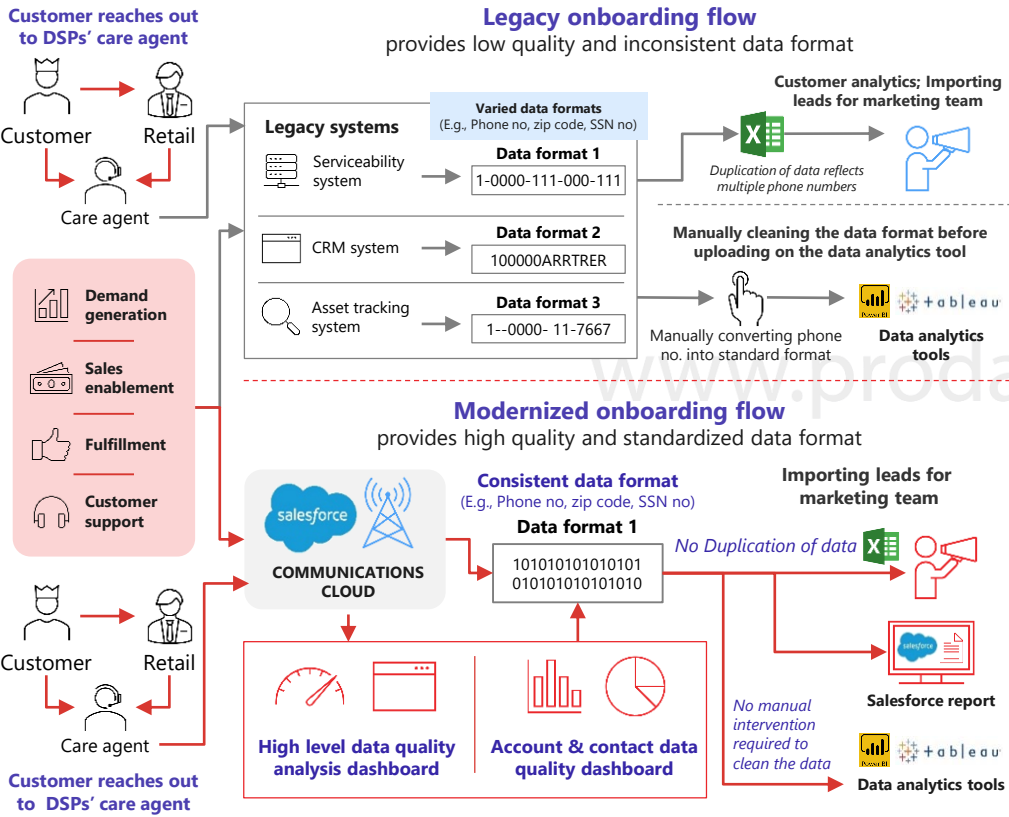 Customer reaches out
to DSPs' care agent
Customer
Retail
Care agent
Legacy onboarding flow
provides low quality and inconsistent data format
Legacy systems
Varied data formats
(E.g., Phone no, zip code, SSN no)
Serviceability
system
Data format 1
1-0000-111-000-111
CRM system
Data format 2
100000ARRTRER
Asset tracking
system
Data format 3
1--0000- 11-7667
Customer analytics; Importing
leads for marketing team
Duplication of data reflects
multiple phone numbers
Manually cleaning the data format before
uploading on the data analytics tool
Manually converting phone
no. into standard format
Power BI
+ableau
Data analytics
tools
www.proda
Demand
generation
Sales
enablement
Fulfillment
Customer
support
Modernized onboarding flow
provides high quality and standardized data format
salesforce
COMMUNICATIONS
CLOUD
Consistent data format
(E.g., Phone no, zip code, SSN no)
Data format 1
101010101010101
010101010101010
Importing leads for
marketing team
No Duplication of data
salesforce
Salesforce report
No manual
intervention
required to
clean the data
Power BI
+ableau
Data analytics tools
High level data quality
analysis dashboard
Account & contact data
quality dashboard
Customer
Retail
Care agent
Customer reaches out
to DSPs' care agent